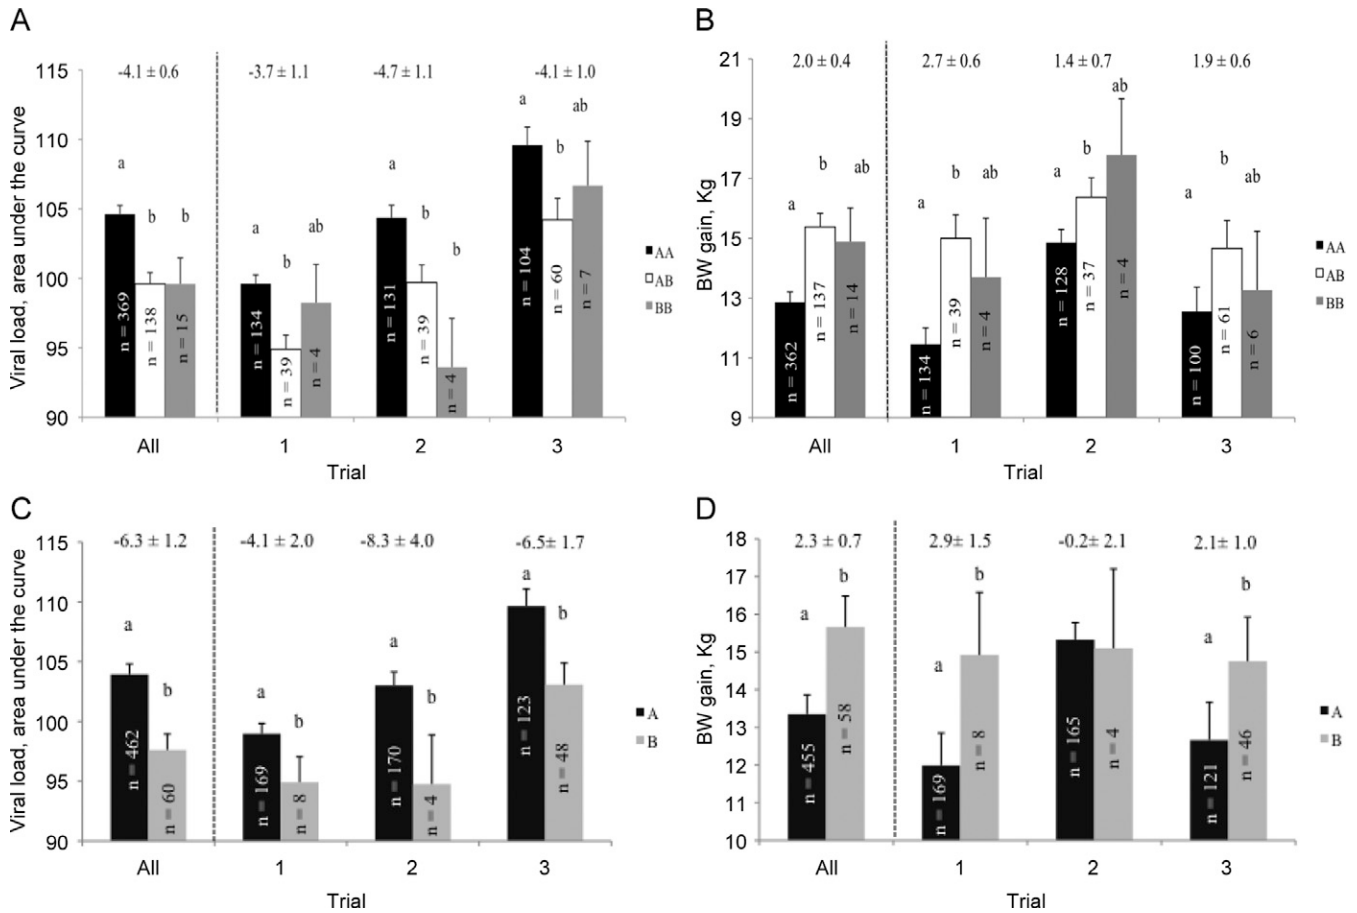 A
-4.1 ± 0.6 -3.7 ± 1.1 -4.7 ± 1.1 -4.1 ± 1.0
Viral load, area under the curve
115
110
105
100
95
90
a b b
a b ab
a b b
a b ab
n = 369 n = 138 n = 15
n = 134 n = 39 n = 4
n = 131 n = 39 n = 4
n = 104 n = 60 n = 7
AA
AB
BB
All 1 2 3
Trial
B
2.0 ± 0.4 2.7 ± 0.6 1.4 ± 0.7 1.9 ± 0.6
BW gain, Kg
21
19
17
15
13
11
9
a b ab
a b ab
a b ab
a b ab
n = 362 n = 137 n = 14
n = 134 n = 39 n = 4
n = 128 n = 37 n = 4
n = 100 n = 61 n = 6
AA
AB
BB
All 1 2 3
Trial
C
-6.3 ± 1.2 -4.1 ± 2.0 -8.3 ± 4.0 -6.5± 1.7
Viral load, area under the curve
115
110
105
100
95
90
a b
a b
a b
a b
n = 462 n = 60
n = 169 n = 8
n = 170 n = 4
n = 123 n = 48
A
B
All 1 2 3
Trial
D
2.3 ± 0.7 2.9± 1.5 -0.2± 2.1 2.1± 1.0
BW gain, Kg
18
17
16
15
14
13
12
11
10
a b
a b
a b
n = 455 n = 58
n = 169 n = 8
n = 165 n = 4
n = 121 n = 46
A
B
All 1 2 3
Trial